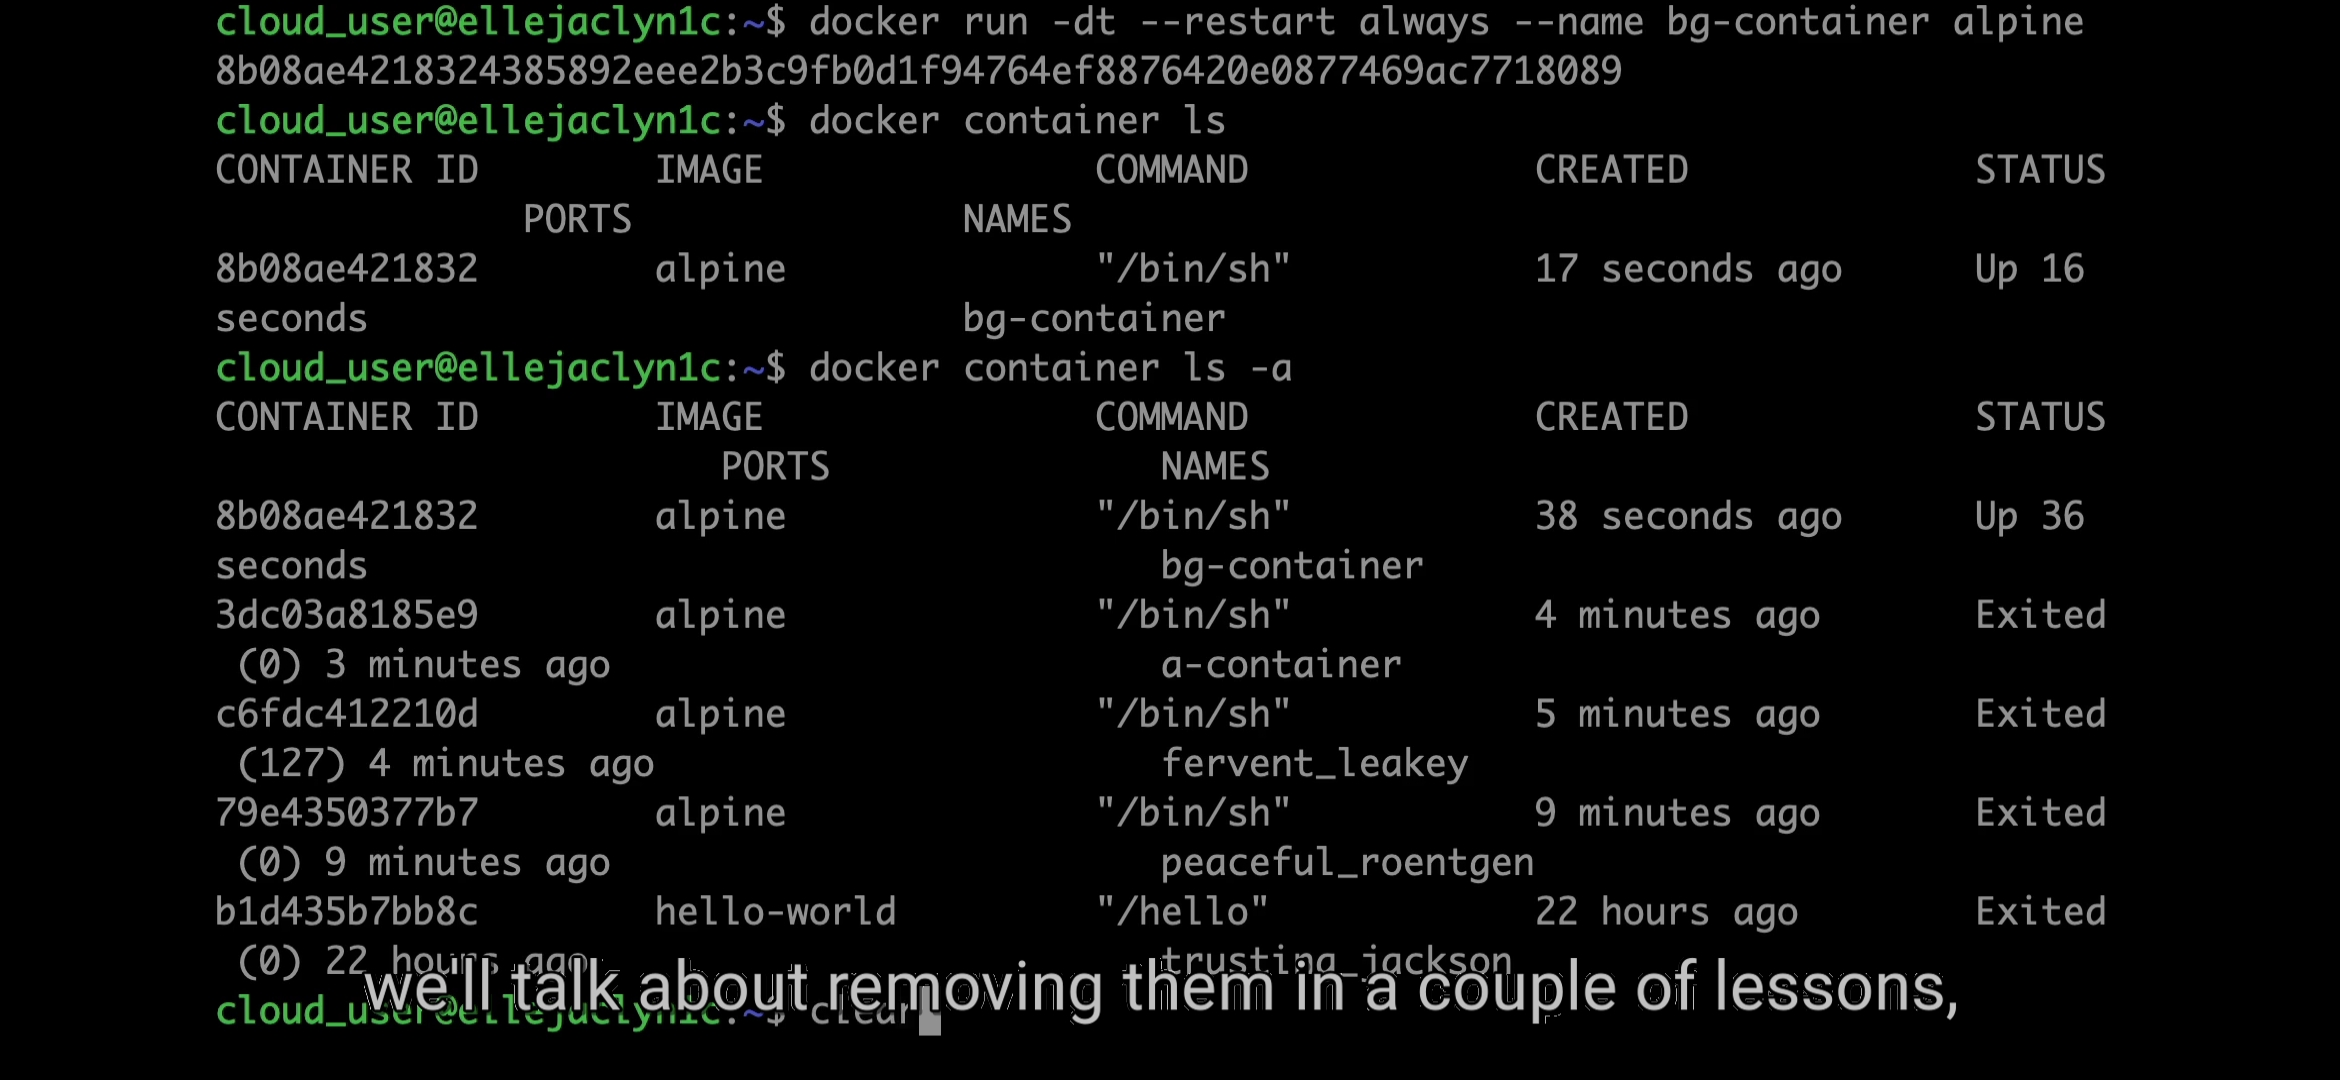 cloud_user@ellejaclyn1c:~$ docker run -dt --restart always --name bg-container alpine
8b08ae4218324385892eee2b3c9fb0d1f94764ef8876420e0877469ac7718089
cloud_user@ellejaclyn1c:~$ docker container ls
CONTAINER ID IMAGE COMMAND CREATED STATUS
PORTS NAMES
8b08ae421832 alpine "/bin/sh" 17 seconds ago Up 16
seconds bg-container
cloud_user@ellejaclyn1c:~$ docker container ls -a
CONTAINER ID IMAGE COMMAND CREATED STATUS
PORTS NAMES
8b08ae421832 alpine "/bin/sh" 38 seconds ago Up 36
seconds bg-container
3dc03a8185e9 alpine "/bin/sh" 4 minutes ago Exited
(0) 3 minutes ago a-container
c6fdc412210d alpine "/bin/sh" 5 minutes ago Exited
(127) 4 minutes ago fervent_leakey
79e4350377b7 alpine "/bin/sh" 9 minutes ago Exited
(0) 9 minutes ago peaceful_roentgen
b1d435b7bb8c hello-world "/hello" 22 hours ago Exited
(0) 22 hours ago trusting_jackson
we'll talk about removing them in a couple of lessons,
cloud_user@ellejaclyn1c:~$ clear